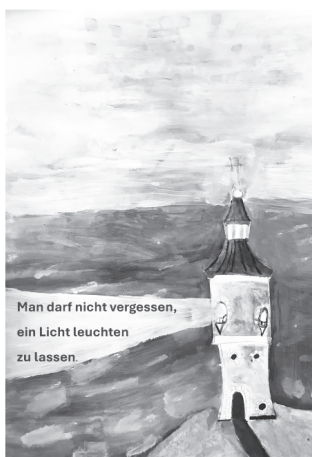 Man darf nicht vergessen,
ein Licht leuchten
zu lassen.